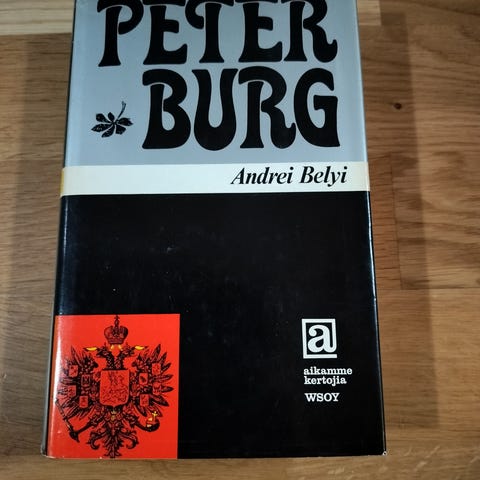 PETER
BURG
Andrei Belyi
a
aikamme
kertojia
WSOY